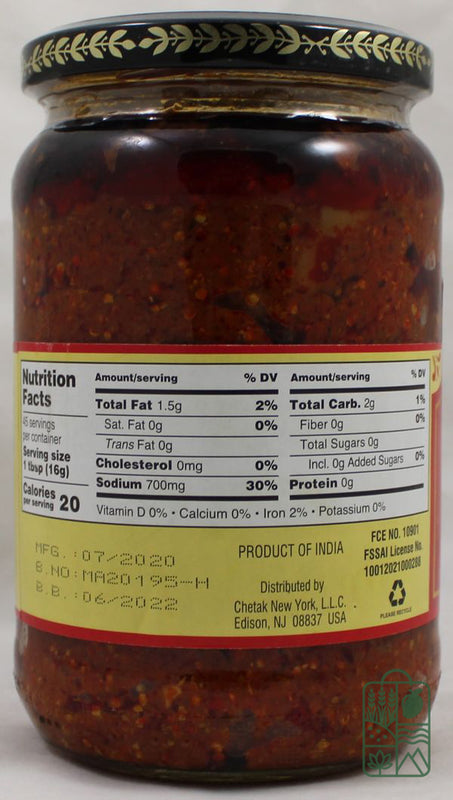 Nutrition
Facts
45 servings
per container
Serving size
1 tbsp (16g)
Calories
per serving 20
Amount/serving % DV
Total Fat 1.5g 2%
Sat. Fat 0g 0%
Trans Fat 0g
Cholesterol 0mg 0%
Sodium 700mg 30%
Amount/serving % DV
Total Carb. 2g 1%
Fiber 0g 0%
Total Sugars 0g
Incl. 0g Added Sugars 0%
Protein 0g
Vitamin D 0% • Calcium 0% • Iron 2% • Potassium 0%
MFG.:07/2020
B.NO:MA20195-H
B.B.:06/2022
PRODUCT OF INDIA
Distributed by
Chetak New York, L.L.C.
Edison, NJ 08837 USA
FCE NO. 10901
FSSAI License No.
10012021000288
PLEASE RECYCLE